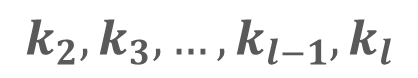 k₂, k₃, ..., kₗ₋₁, kₗ